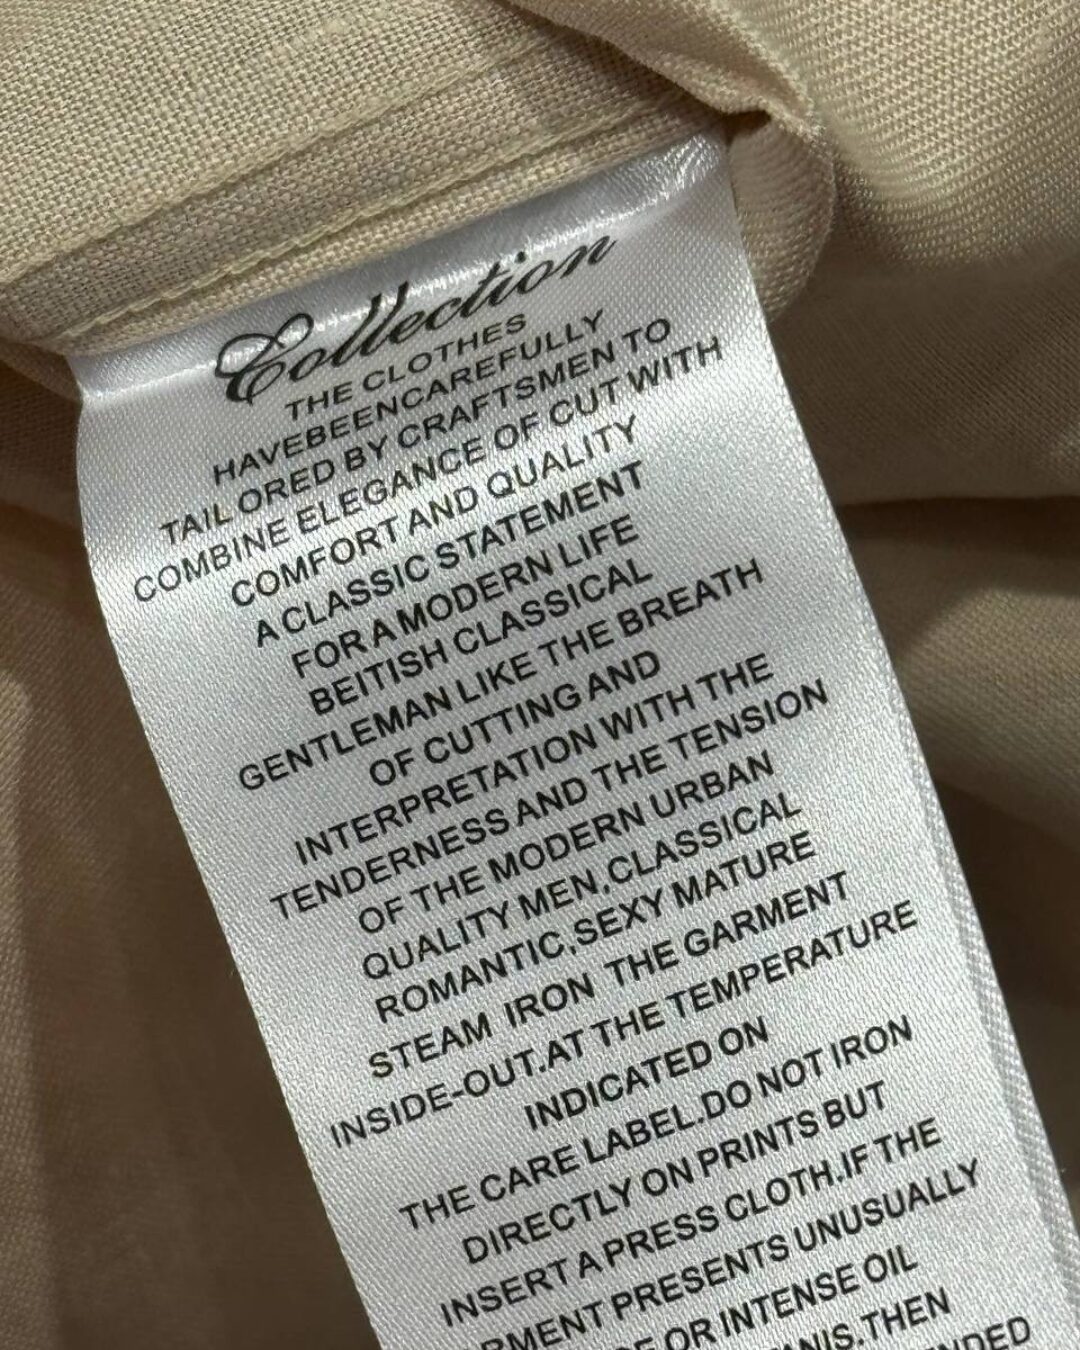 Collection
THE CLOTHES
HAVEBEENCAREFULLY
TAILORED BY CRAFTSMEN TO
COMBINE ELEGANCE OF CUT WITH
COMFORT AND QUALITY
A CLASSIC STATEMENT
FOR A MODERN LIFE
BEITISH CLASSICAL
GENTLEMAN LIKE THE BREATH
OF CUTTING AND
INTERPRETATION WITH THE
TENDERNESS AND THE TENSION
OF THE MODERN URBAN
QUALITY MEN,CLASSICAL
ROMANTIC,SEXY MATURE
STEAM IRON THE GARMENT
INSIDE-OUT.AT THE TEMPERATURE
INDICATED ON
THE CARE LABEL.DO NOT IRON
DIRECTLY ON PRINTS BUT
INSERT A PRESS CLOTH.IF THE
PRESENTS UNUSUALLY
OR INTENSE OIL
THEN